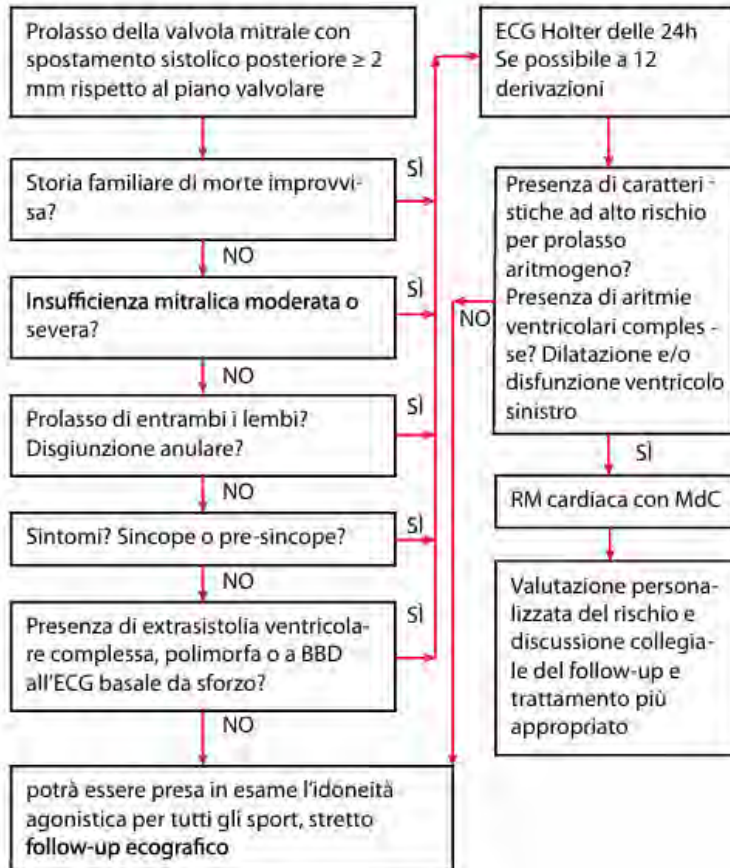 Prolasso della valvola mitrale con
spostamento sistolico posteriore ≥ 2
mm rispetto al piano valvolare
Storia familiare di morte improvvi-
sa?
SÌ
NO
Insufficienza mitralica moderata o
severa?
SÌ
NO
Prolasso di entrambi i lembi?
Disgiunzione anulare?
SÌ
NO
Sintomi? Sincope o pre-sincope?
SÌ
NO
Presenza di extrasistolia ventricola-
re complessa, polimorfa o a BBD
all'ECG basale da sforzo?
SÌ
NO
potrà essere presa in esame l'idoneità
agonistica per tutti gli sport, stretto
follow-up ecografico
ECG Holter delle 24h
Se possibile a 12
derivazioni
Presenza di caratteri -
stiche ad alto rischio
per prolasso
aritmogeno?
Presenza di aritmie
ventricolari comples -
se? Dilatazione e/o
disfunzione ventricolo
sinistro
NO
SÌ
RM cardiaca con MdC
Valutazione persona-
lizzata del rischio e
discussione collegia-
le del follow-up e
trattamento più
appropriato